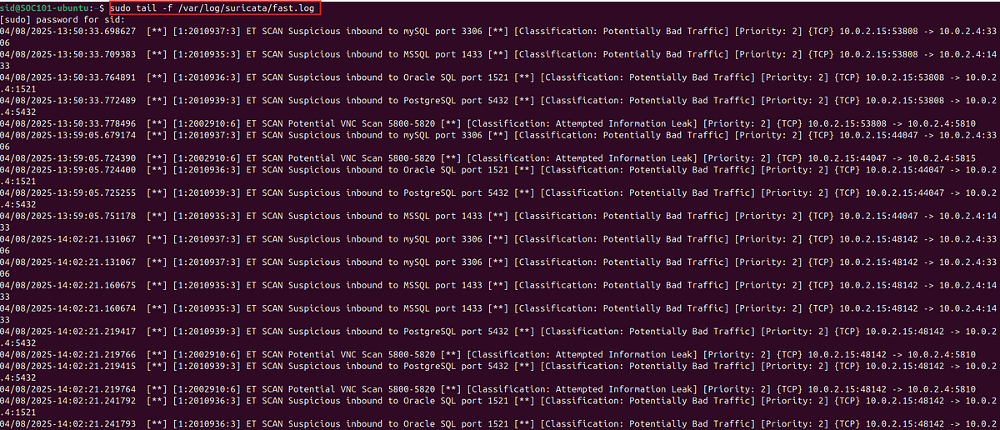 sid@SOC101-ubuntu:~$ sudo tail -f /var/log/suricata/fast.log
[sudo] password for sid:
04/08/2025-13:50:33.698627  [**] [1:2010937:3] ET SCAN Suspicious inbound to mySQL port 3306 [**] [Classification: Potentially Bad Traffic] [Priority: 2] {TCP} 10.0.2.15:53808 -> 10.0.2.4:33
06
04/08/2025-13:50:33.709383  [**] [1:2010935:3] ET SCAN Suspicious inbound to MSSQL port 1433 [**] [Classification: Potentially Bad Traffic] [Priority: 2] {TCP} 10.0.2.15:53808 -> 10.0.2.4:14
33
04/08/2025-13:50:33.764891  [**] [1:2010936:3] ET SCAN Suspicious inbound to Oracle SQL port 1521 [**] [Classification: Potentially Bad Traffic] [Priority: 2] {TCP} 10.0.2.15:53808 -> 10.0.2
.4:1521
04/08/2025-13:50:33.772489  [**] [1:2010939:3] ET SCAN Suspicious inbound to PostgreSQL port 5432 [**] [Classification: Potentially Bad Traffic] [Priority: 2] {TCP} 10.0.2.15:53808 -> 10.0.2
.4:5432
04/08/2025-13:50:33.778496  [**] [1:2002910:6] ET SCAN Potential VNC Scan 5800-5820 [**] [Classification: Attempted Information Leak] [Priority: 2] {TCP} 10.0.2.15:53808 -> 10.0.2.4:5810
04/08/2025-13:59:05.679174  [**] [1:2010937:3] ET SCAN Suspicious inbound to mySQL port 3306 [**] [Classification: Potentially Bad Traffic] [Priority: 2] {TCP} 10.0.2.15:44047 -> 10.0.2.4:33
06
04/08/2025-13:59:05.724390  [**] [1:2002910:6] ET SCAN Potential VNC Scan 5800-5820 [**] [Classification: Attempted Information Leak] [Priority: 2] {TCP} 10.0.2.15:44047 -> 10.0.2.4:5815
04/08/2025-13:59:05.724400  [**] [1:2010936:3] ET SCAN Suspicious inbound to Oracle SQL port 1521 [**] [Classification: Potentially Bad Traffic] [Priority: 2] {TCP} 10.0.2.15:44047 -> 10.0.2
.4:1521
04/08/2025-13:59:05.725255  [**] [1:2010939:3] ET SCAN Suspicious inbound to PostgreSQL port 5432 [**] [Classification: Potentially Bad Traffic] [Priority: 2] {TCP} 10.0.2.15:44047 -> 10.0.2
.4:5432
04/08/2025-13:59:05.751178  [**] [1:2010935:3] ET SCAN Suspicious inbound to MSSQL port 1433 [**] [Classification: Potentially Bad Traffic] [Priority: 2] {TCP} 10.0.2.15:44047 -> 10.0.2.4:14
33
04/08/2025-14:02:21.131067  [**] [1:2010937:3] ET SCAN Suspicious inbound to mySQL port 3306 [**] [Classification: Potentially Bad Traffic] [Priority: 2] {TCP} 10.0.2.15:48142 -> 10.0.2.4:33
06
04/08/2025-14:02:21.131067  [**] [1:2010937:3] ET SCAN Suspicious inbound to mySQL port 3306 [**] [Classification: Potentially Bad Traffic] [Priority: 2] {TCP} 10.0.2.15:48142 -> 10.0.2.4:33
06
04/08/2025-14:02:21.160675  [**] [1:2010935:3] ET SCAN Suspicious inbound to MSSQL port 1433 [**] [Classification: Potentially Bad Traffic] [Priority: 2] {TCP} 10.0.2.15:48142 -> 10.0.2.4:14
33
04/08/2025-14:02:21.160674  [**] [1:2010935:3] ET SCAN Suspicious inbound to MSSQL port 1433 [**] [Classification: Potentially Bad Traffic] [Priority: 2] {TCP} 10.0.2.15:48142 -> 10.0.2.4:14
33
04/08/2025-14:02:21.219417  [**] [1:2010939:3] ET SCAN Suspicious inbound to PostgreSQL port 5432 [**] [Classification: Potentially Bad Traffic] [Priority: 2] {TCP} 10.0.2.15:48142 -> 10.0.2
.4:5432
04/08/2025-14:02:21.219766  [**] [1:2002910:6] ET SCAN Potential VNC Scan 5800-5820 [**] [Classification: Attempted Information Leak] [Priority: 2] {TCP} 10.0.2.15:48142 -> 10.0.2.4:5810
04/08/2025-14:02:21.219415  [**] [1:2010939:3] ET SCAN Suspicious inbound to PostgreSQL port 5432 [**] [Classification: Potentially Bad Traffic] [Priority: 2] {TCP} 10.0.2.15:48142 -> 10.0.2
.4:5432
04/08/2025-14:02:21.219764  [**] [1:2002910:6] ET SCAN Potential VNC Scan 5800-5820 [**] [Classification: Attempted Information Leak] [Priority: 2] {TCP} 10.0.2.15:48142 -> 10.0.2.4:5810
04/08/2025-14:02:21.241792  [**] [1:2010936:3] ET SCAN Suspicious inbound to Oracle SQL port 1521 [**] [Classification: Potentially Bad Traffic] [Priority: 2] {TCP} 10.0.2.15:48142 -> 10.0.2
.4:1521
04/08/2025-14:02:21.241793  [**] [1:2010936:3] ET SCAN Suspicious inbound to Oracle SQL port 1521 [**] [Classification: Potentially Bad Traffic] [Priority: 2] {TCP} 10.0.2.15:48142 -> 10.0.2